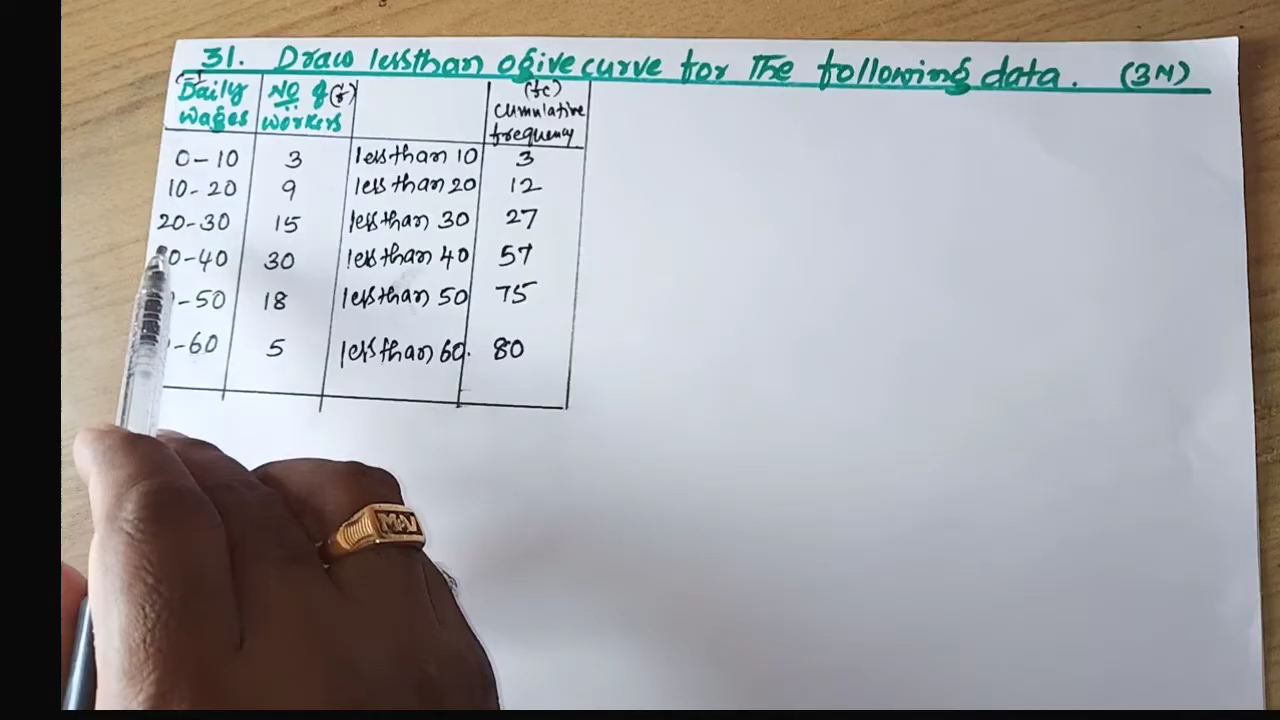 31. Draw lessthan ogive curve for The following data. (3M)
Daily wages | No of (f) workers | | (fc) cumulative frequency
0-10 3 lessthan 10 3
10-20 9 less than 20 12
20-30 15 less than 30 27
0-40 30 less than 40 57
-50 18 less than 50 75
-60 5 less than 60. 80
MAJ